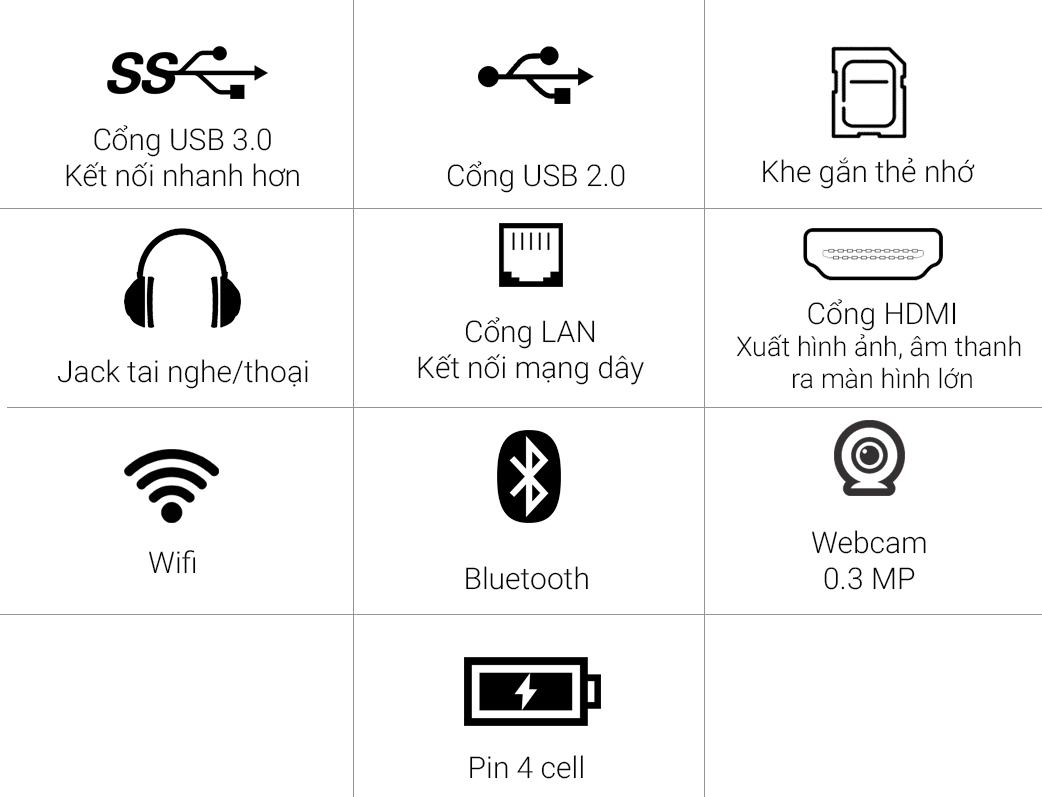 SS
Cổng USB 3.0
Kết nối nhanh hơn
Cổng USB 2.0
Khe gắn thẻ nhớ
Jack tai nghe/thoại
Cổng LAN
Kết nối mạng dây
Cổng HDMI
Xuất hình ảnh, âm thanh
ra màn hình lớn
Wifi
Bluetooth
Webcam
0.3 MP
Pin 4 cell